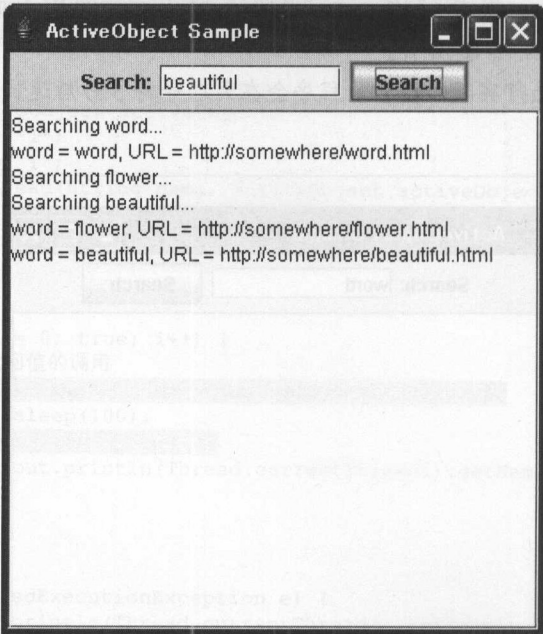 ActiveObject Sample
Search: beautiful Search
Searching word...
word = word, URL = http://somewhere/word.html
Searching flower...
Searching beautiful...
word = flower, URL = http://somewhere/flower.html
word = beautiful, URL = http://somewhere/beautiful.html